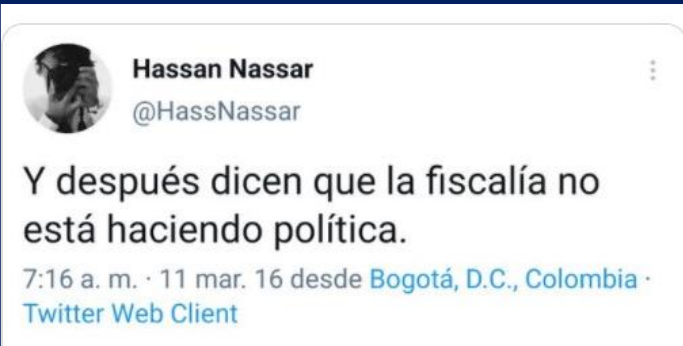 Hassan Nassar
@HassNassar
Y después dicen que la fiscalía no
está haciendo política.
7:16 a. m. · 11 mar. 16 desde Bogotá, D.C., Colombia ·
Twitter Web Client